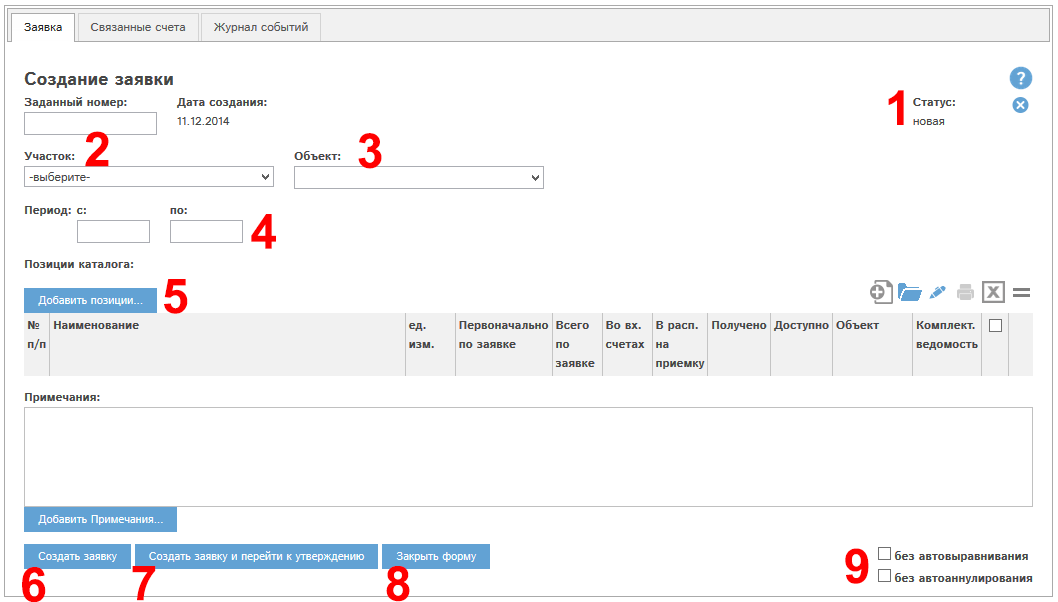 Заявка Связанные счета Журнал событий
Создание заявки ?
Заданный номер: Дата создания: 1 Статус:
11.12.2014 новая
Участок: 2 Объект: 3
-выберите-
Период: с: по: 4
Позиции каталога:
Добавить позиции... 5
№ п/п Наименование ед. изм. Первоначально по заявке Всего по заявке Во вх. счетах В расп. на приемку Получено Доступно Объект Комплект. ведомость
Примечания:
Добавить Примечания...
Создать заявку Создать заявку и перейти к утверждению Закрыть форму 9 без автовыравнивания
без автоаннулирования
6 7 8